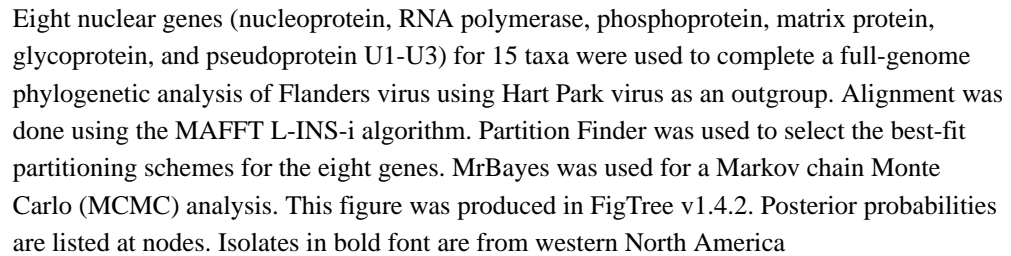 Eight nuclear genes (nucleoprotein, RNA polymerase, phosphoprotein, matrix protein,
glycoprotein, and pseudoprotein U1-U3) for 15 taxa were used to complete a full-genome
phylogenetic analysis of Flanders virus using Hart Park virus as an outgroup. Alignment was
done using the MAFFT L-INS-i algorithm. Partition Finder was used to select the best-fit
partitioning schemes for the eight genes. MrBayes was used for a Markov chain Monte
Carlo (MCMC) analysis. This figure was produced in FigTree v1.4.2. Posterior probabilities
are listed at nodes. Isolates in bold font are from western North America